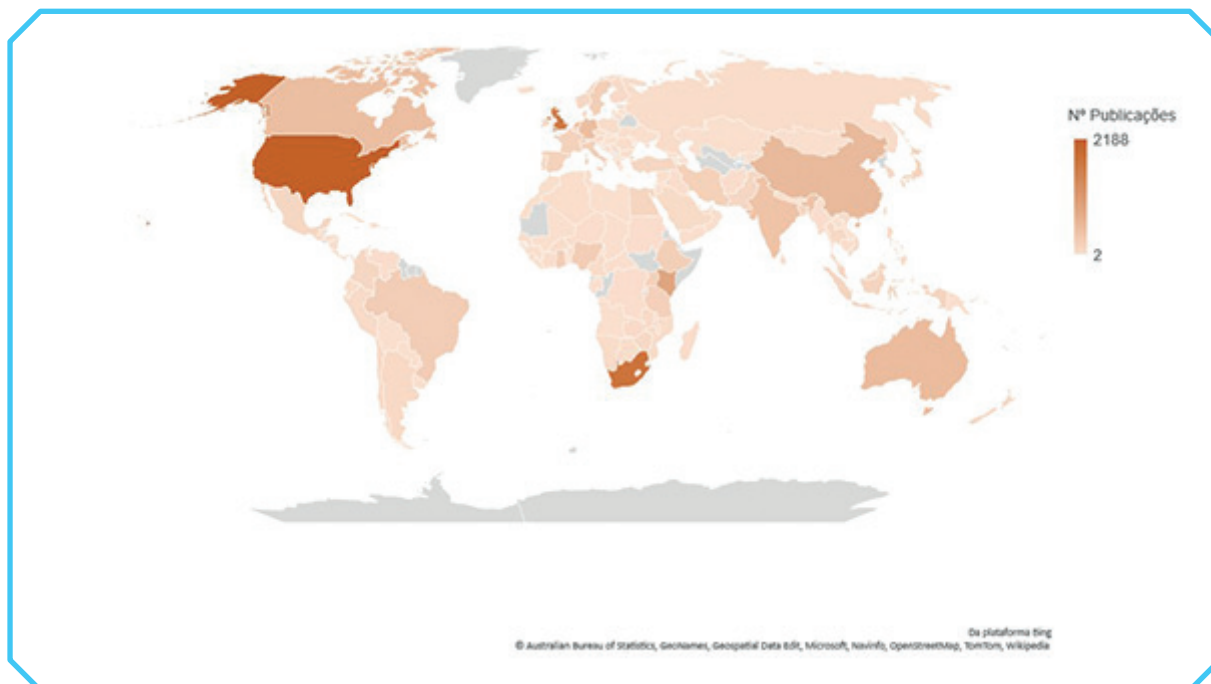 Nº Publicações
2188
2
Da plataforma Bing
© Australian Bureau of Statistics, GeoNames, Geospatial Data Edit, Microsoft, Navinfo, OpenStreetMap, TomTom, Wikipedia